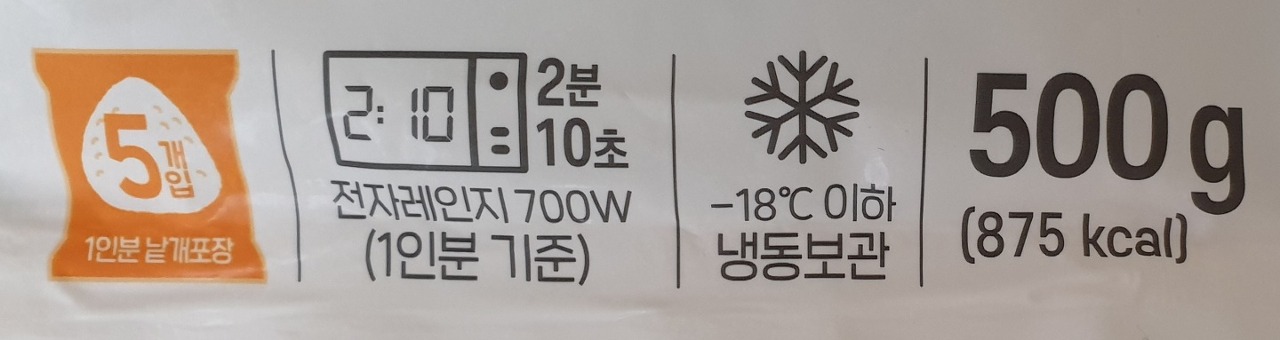 5개입
1인분 낱개포장
2:10
2분
10초
전자레인지 700W
(1인분 기준)
-18℃ 이하
냉동보관
500 g
(875 kcal)